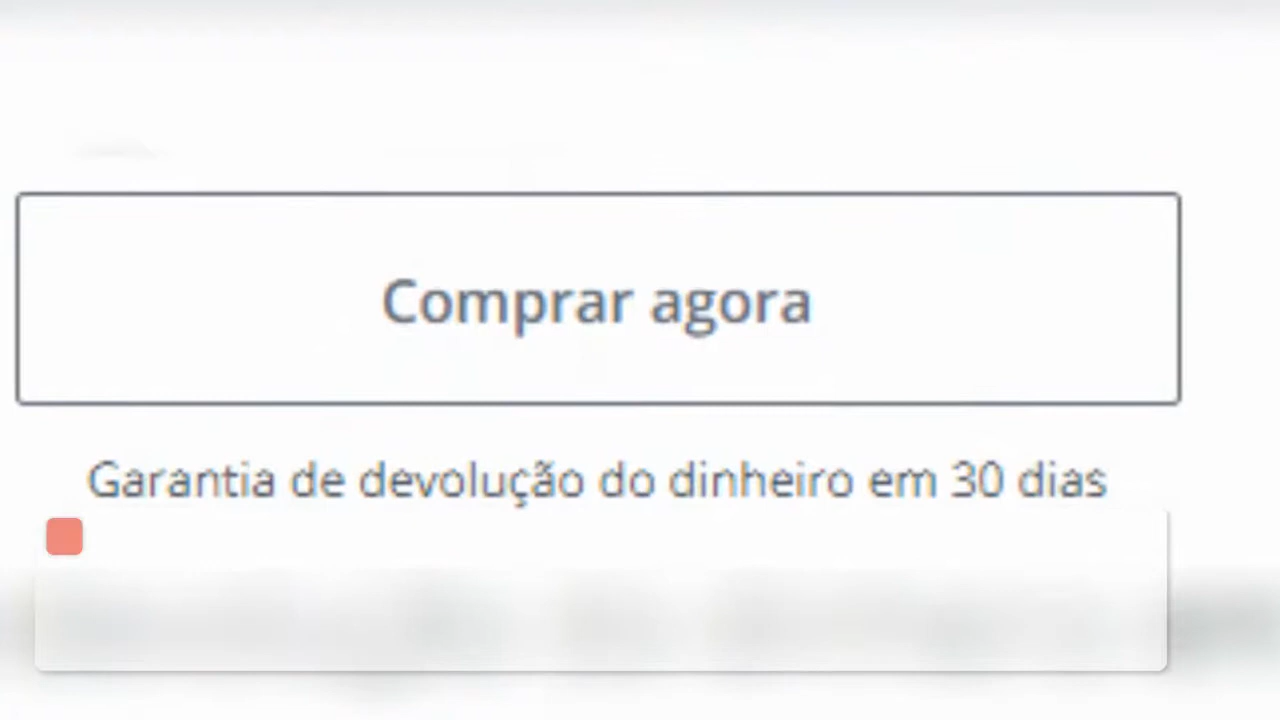 Comprar agora
Garantia de devolução do dinheiro em 30 dias